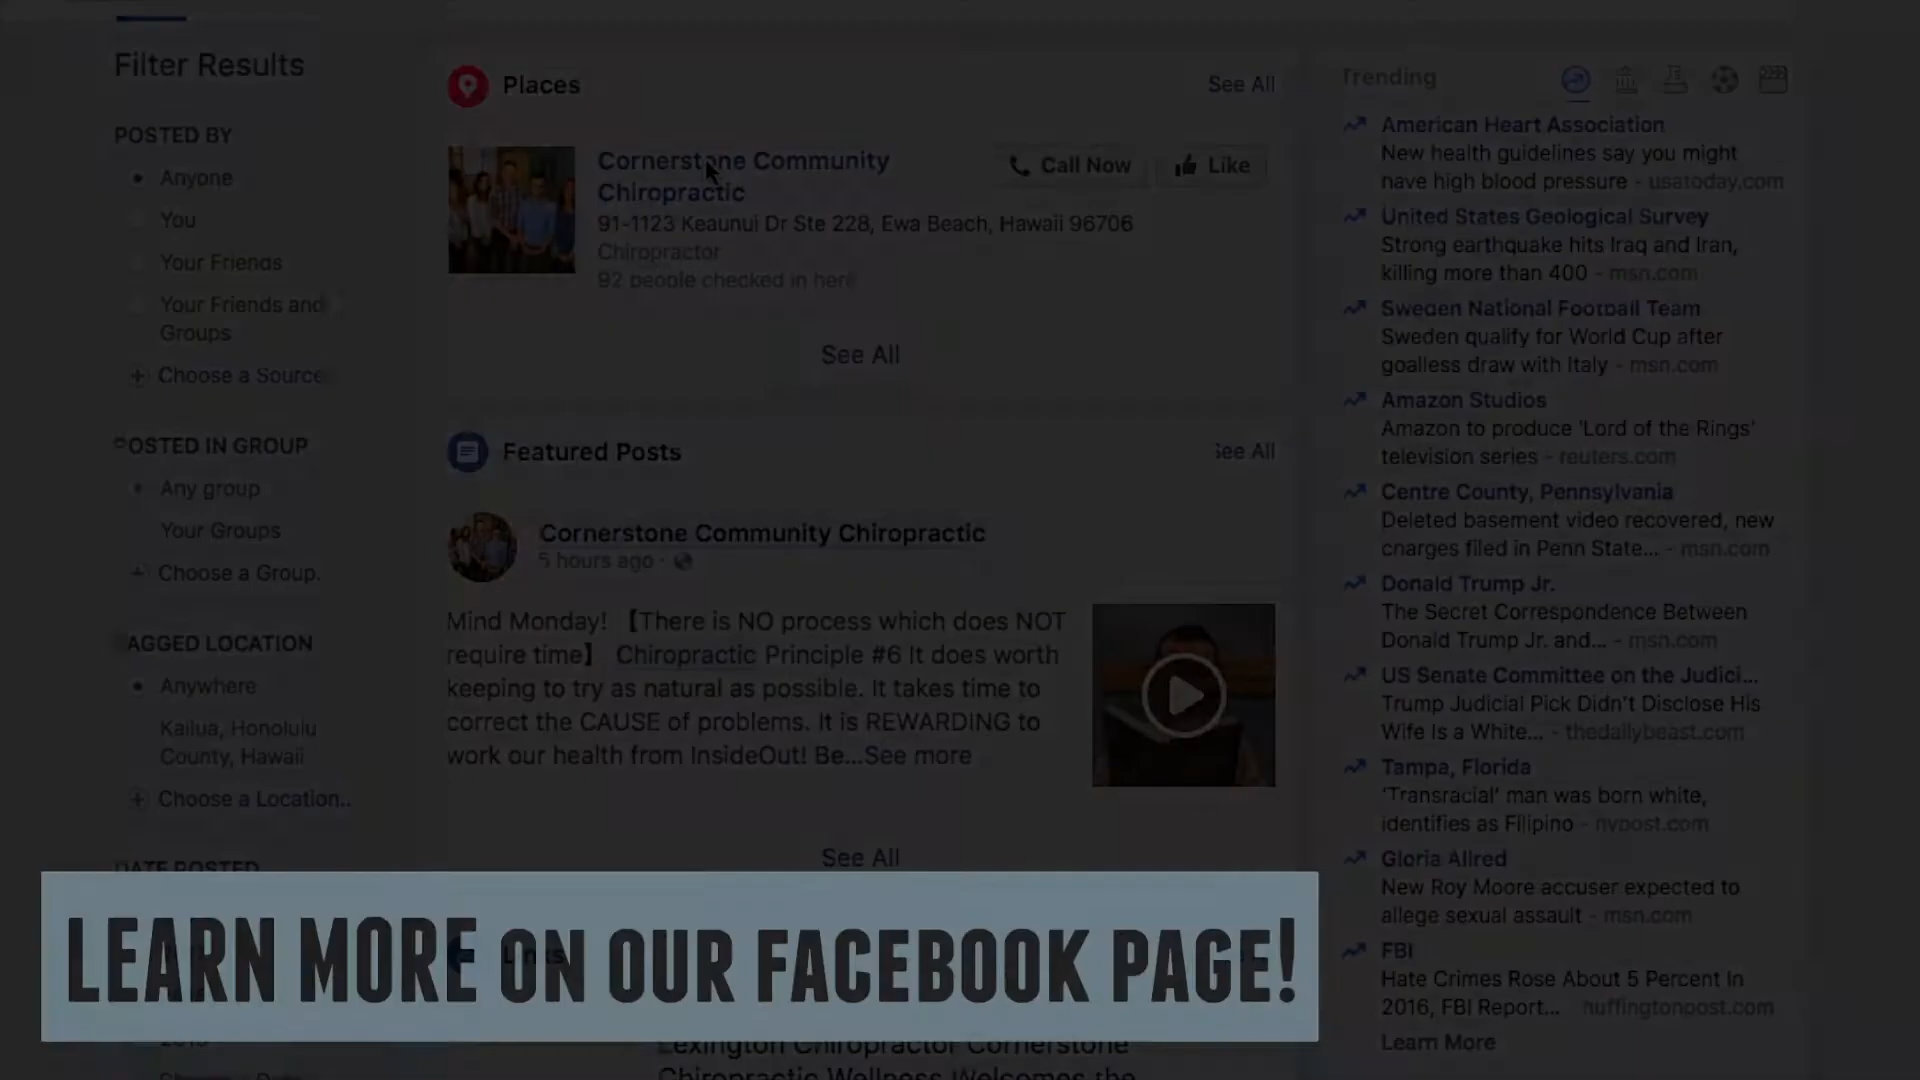 Filter Results
POSTED BY
Anyone
You
Your Friends
Your Friends and
Groups
Choose a Source
POSTED IN GROUP
Any group
Your Groups
Choose a Group.
TAGGED LOCATION
Anywhere
Kailua, Honolulu
County, Hawaii
Choose a Location..
DATE POSTED
Places
See All
Cornerstone Community
Chiropractic
91-1123 Keaunui Dr Ste 228, Ewa Beach, Hawaii 96706
Chiropractor
92 people checked in here
Call Now
Like
See All
Featured Posts
See All
Cornerstone Community Chiropractic
5 hours ago
Mind Monday! 【There is NO process which does NOT
require time】 Chiropractic Principle #6 It does worth
keeping to try as natural as possible. It takes time to
correct the CAUSE of problems. It is REWARDING to
work our health from InsideOut! Be...See more
See All
LEARN MORE ON OUR FACEBOOK PAGE!
Lexington Chiropractor Cornerstone
Chiropractic Wellness Welcomes the
Trending
American Heart Association
New health guidelines say you might
have high blood pressure - usatoday.com
United States Geological Survey
Strong earthquake hits Iraq and Iran,
killing more than 400 - msn.com
Sweden National Football Team
Sweden qualify for World Cup after
goalless draw with Italy - msn.com
Amazon Studios
Amazon to produce 'Lord of the Rings'
television series - reuters.com
Centre County, Pennsylvania
Deleted basement video recovered, new
charges filed in Penn State... - msn.com
Donald Trump Jr.
The Secret Correspondence Between
Donald Trump Jr. and... - msn.com
US Senate Committee on the Judici...
Trump Judicial Pick Didn't Disclose His
Wife Is a White... - thedailybeast.com
Tampa, Florida
'Transracial' man was born white,
identifies as Filipino - nypost.com
Gloria Allred
New Roy Moore accuser expected to
allege sexual assault - msn.com
FBI
Hate Crimes Rose About 5 Percent In
2016, FBI Report... huffingtonpost.com
Learn More